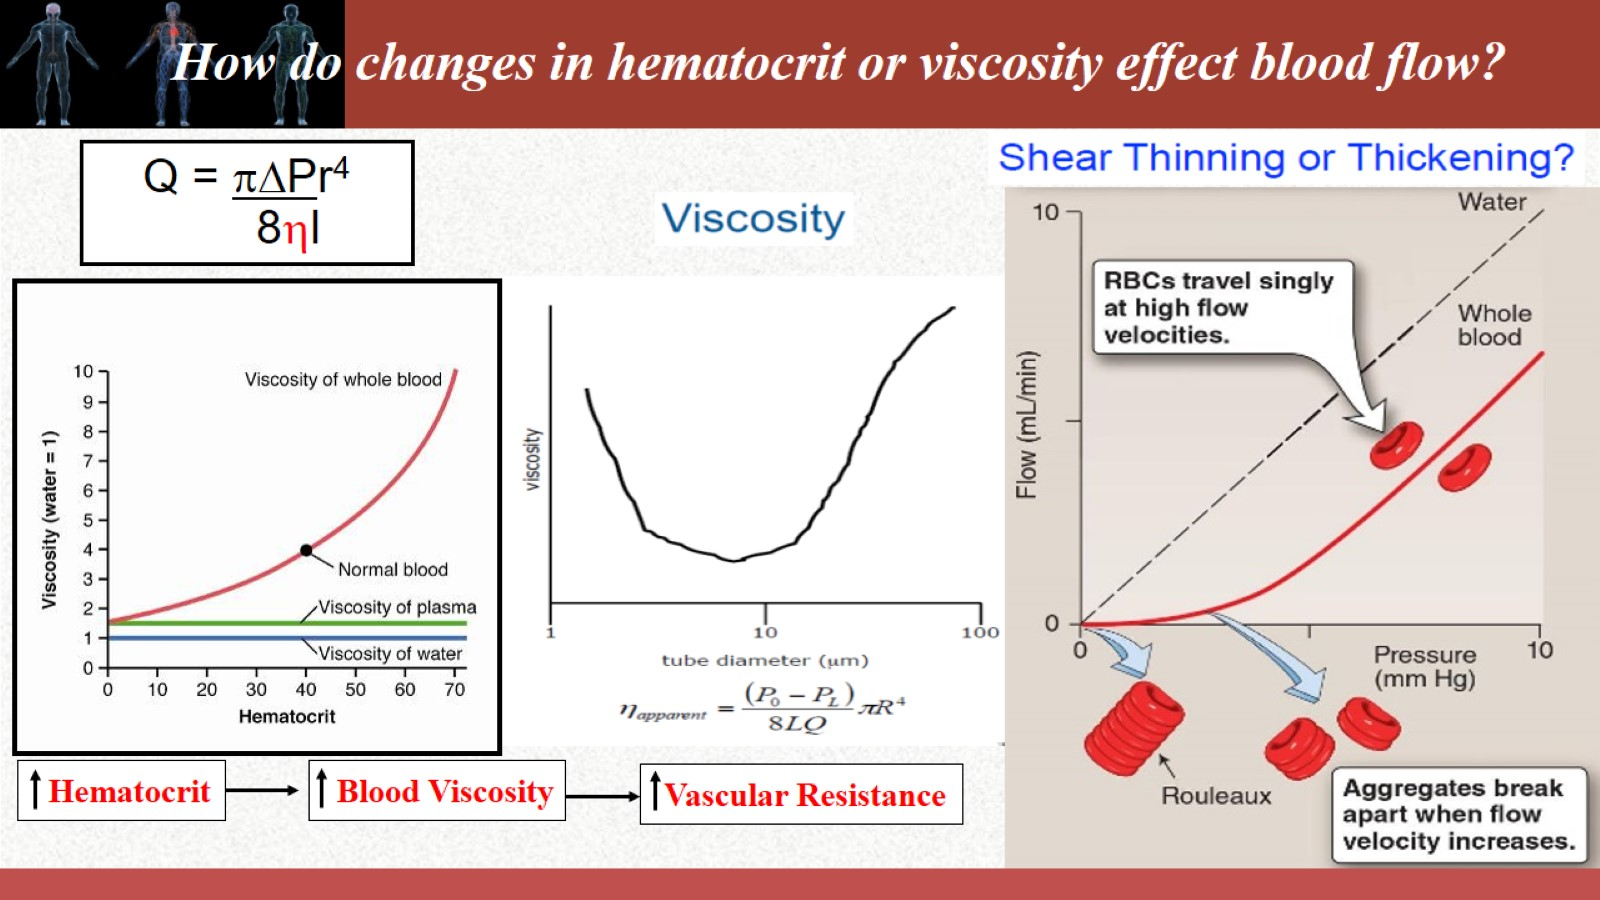 How do changes in hematocrit or viscosity effect blood flow?
Q = πΔPr⁴
8ηl
Viscosity (water = 1)
10
9
8
7
6
5
4
3
2
1
0
Viscosity of whole blood
Normal blood
Viscosity of plasma
Viscosity of water
0 10 20 30 40 50 60 70
Hematocrit
Viscosity
viscosity
1 10 100
tube diameter (μm)
η apparent = (P₀ − P_L) πR⁴
8LQ
↑ Hematocrit → ↑ Blood Viscosity → ↑ Vascular Resistance
Shear Thinning or Thickening?
Flow (mL/min)
10
0
Water
RBCs travel singly
at high flow
velocities.
Whole
blood
0
Pressure
(mm Hg)
10
Rouleaux
Aggregates break
apart when flow
velocity increases.